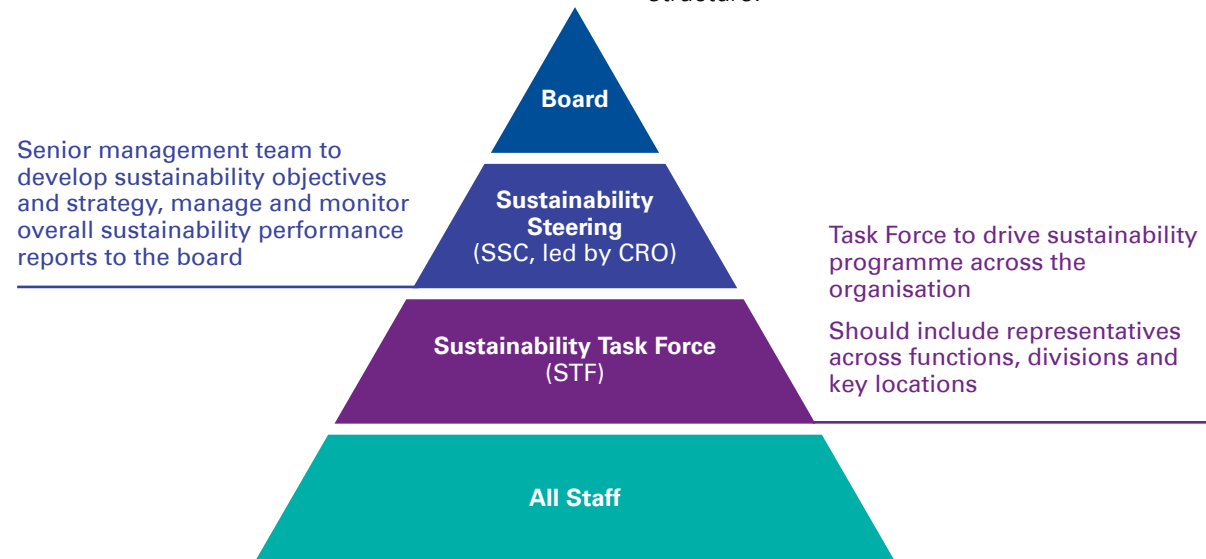 structure.
Board
Senior management team to
develop sustainability objectives
and strategy, manage and monitor
overall sustainability performance
reports to the board
Sustainability
Steering
(SSC, led by CRO)
Task Force to drive sustainability
programme across the
organisation
Should include representatives
across functions, divisions and
key locations
Sustainability Task Force
(STF)
All Staff